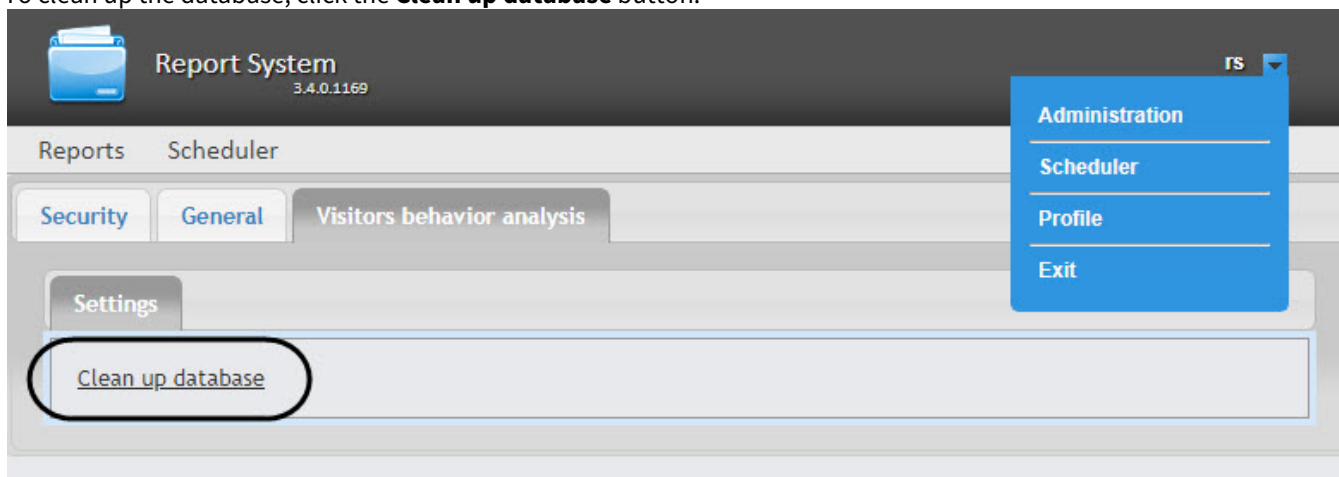 To clean up the database, click the Clean up database button.
Report System
3.4.0.1169
rs
Administration
Scheduler
Profile
Exit
Reports Scheduler
Security General Visitors behavior analysis
Settings
Clean up database